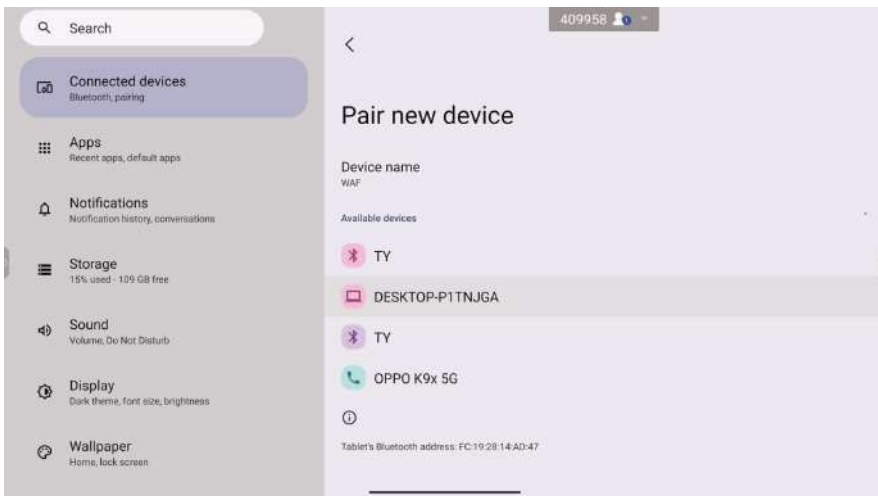 409958
Search
Connected devices
Bluetooth, pairing
Apps
Recent apps, default apps
Notifications
Notification history, conversations
Storage
15% used - 109 GB free
Sound
Volume, Do Not Disturb
Display
Dark theme, font size, brightness
Wallpaper
Home, lock screen
Pair new device
Device name
WAF
Available devices
TY
DESKTOP-P1TNJGA
TY
OPPO K9x 5G
Tablet's Bluetooth address: FC:19:28:14:AD:47